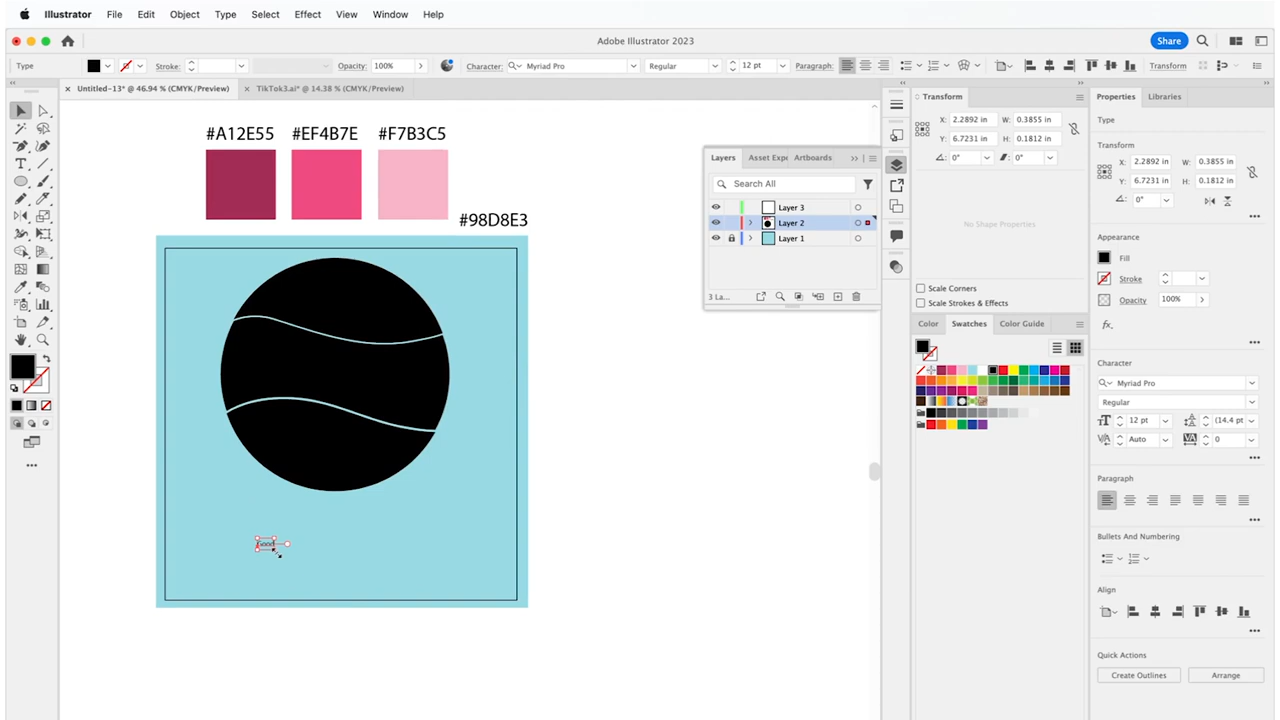 Illustrator File Edit Object Type Select Effect View Window Help
Adobe Illustrator 2023
Share
Type
Stroke:
Opacity: 100%
Character: Myriad Pro
Regular
12 pt
Paragraph:
Transform
Untitled-13* @ 46.94 % (CMYK/Preview)
TikTok3.ai* @ 14.38 % (CMYK/Preview)
#A12E55 #EF4B7E #F7B3C5
#98D8E3
Good
Layers Asset Exp Artboards
Search All
Layer 3
Layer 2
Layer 1
3 La...
Transform
X: 2.2892 in W: 0.3855 in
Y: 6.7231 in H: 0.1812 in
0° 0°
No Shape Properties
Scale Corners
Scale Strokes & Effects
Color Swatches Color Guide
Properties Libraries
Type
Transform
X: 2.2892 in W: 0.3855 in
Y: 6.7231 in H: 0.1812 in
0°
Appearance
Fill
Stroke
Opacity 100%
fx.
Character
Myriad Pro
Regular
12 pt (14.4 pt
Auto 0
Paragraph
Bullets And Numbering
Align
Quick Actions
Create Outlines Arrange